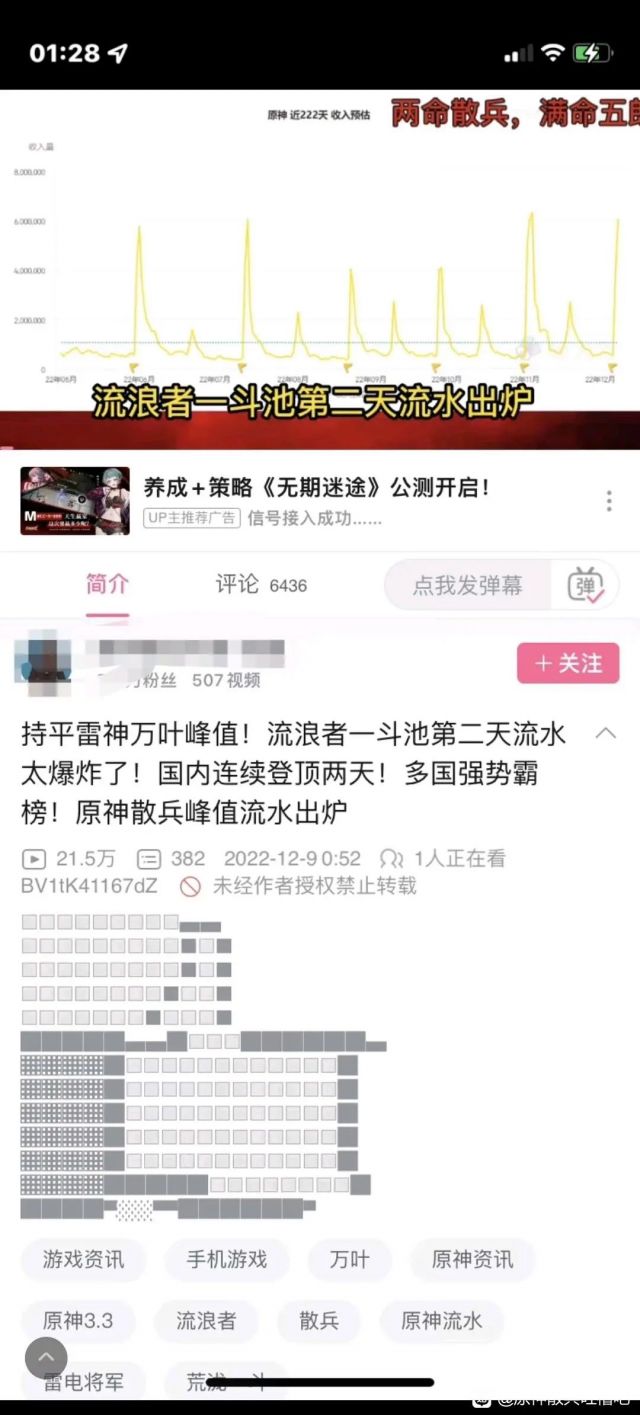 01:28
原神 近222天 收入预估
两命散兵，满命五郎
收入量
8,000,000
6,000,000
4,000,000
2,000,000
0
22年05月 22年06月 22年07月 22年08月 22年09月 22年10月 22年11月 22年12月
流浪者一斗池第二天流水出炉
养成+策略《无期迷途》公测开启！
UP主推荐广告 信号接入成功……
简介 评论 6436 点我发弹幕 弹
万粉丝 507视频
+ 关注
持平雷神万叶峰值！流浪者一斗池第二天流水
太爆炸了！国内连续登顶两天！多国强势霸
榜！原神散兵峰值流水出炉
21.5万 382 2022-12-9 0:52 1人正在看
BV1tK41167dZ 未经作者授权禁止转载
游戏资讯 手机游戏 万叶 原神资讯
原神3.3 流浪者 散兵 原神流水
雷电将军 荒泷一斗